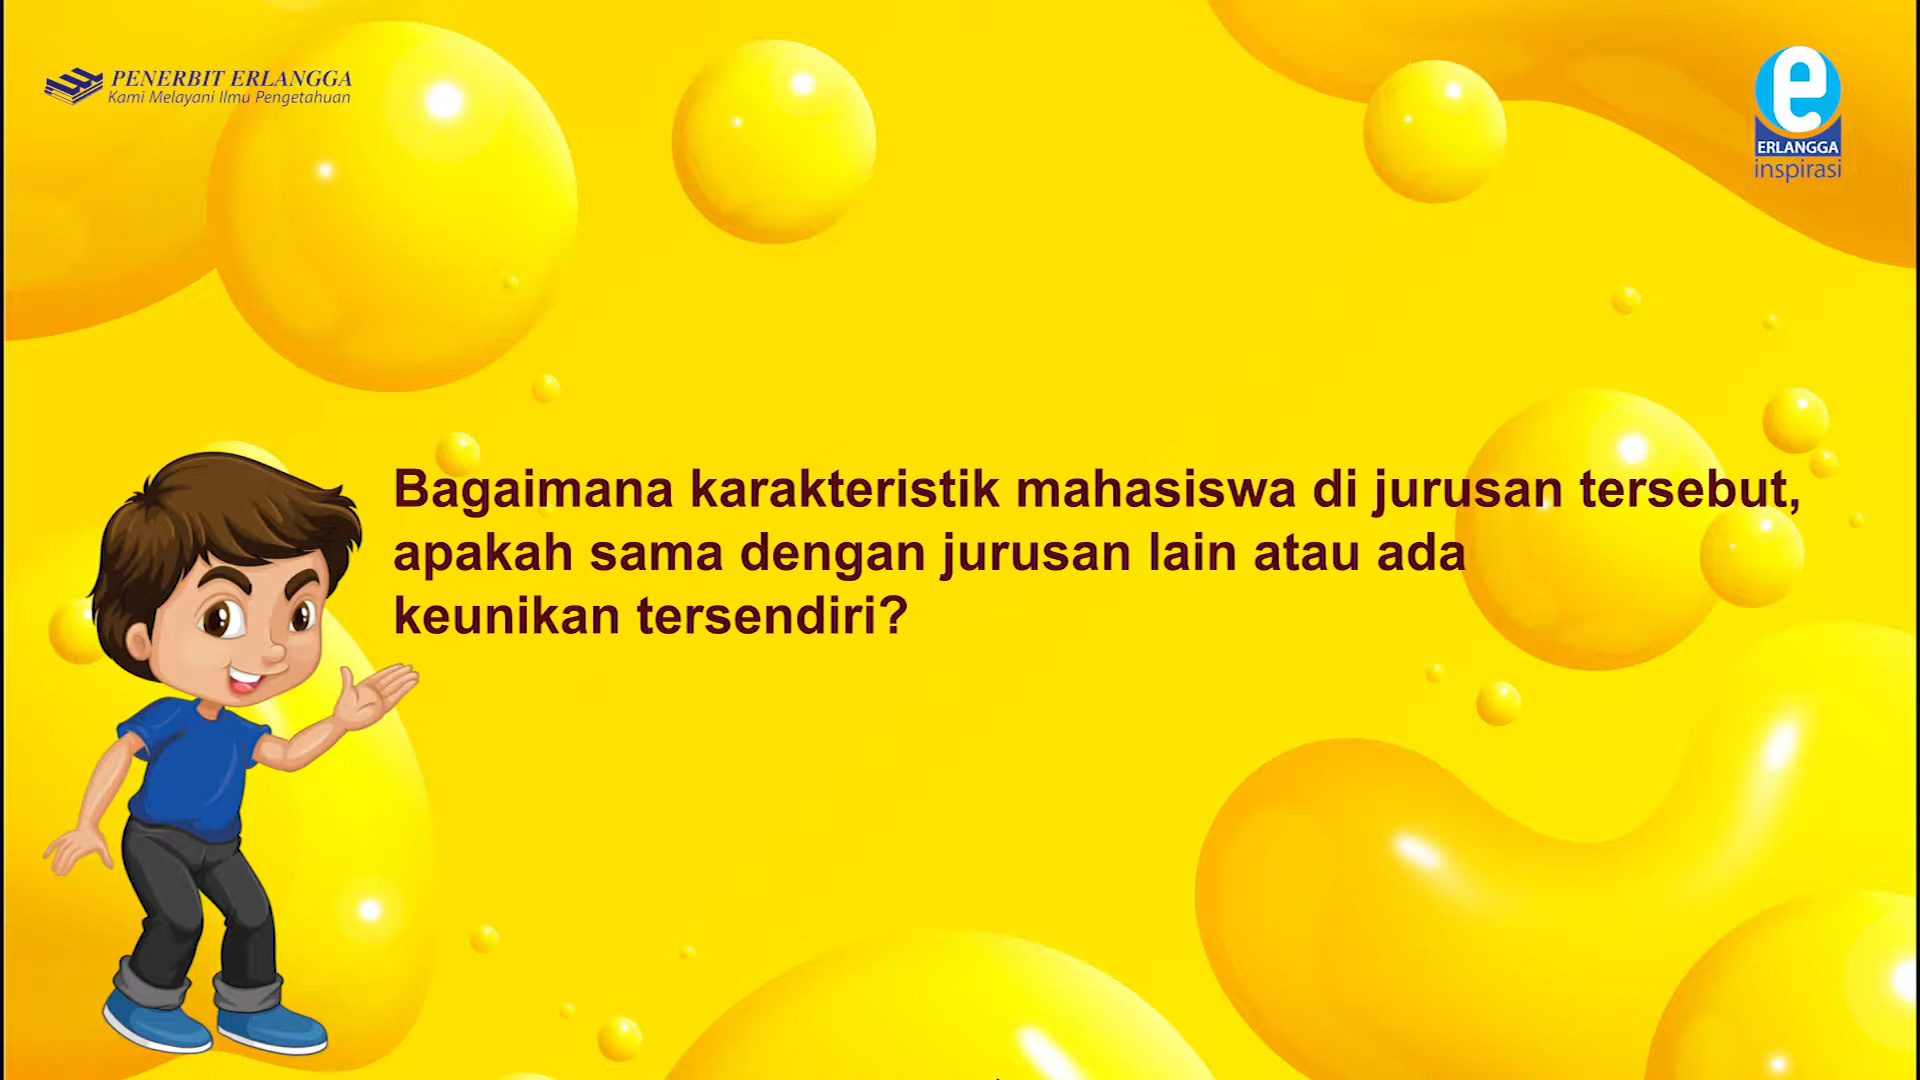 PENERBIT ERLANGGA
Kami Melayani Ilmu Pengetahuan
e
ERLANGGA
inspirasi
Bagaimana karakteristik mahasiswa di jurusan tersebut,
apakah sama dengan jurusan lain atau ada
keunikan tersendiri?